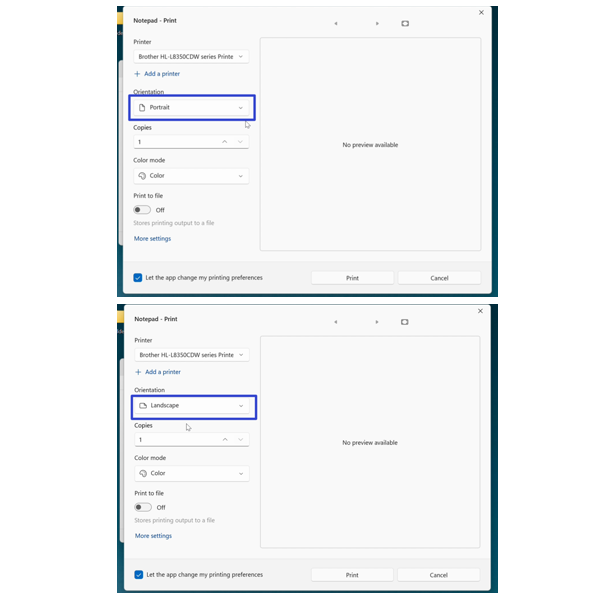 Notepad - Print
Printer
Brother HL-L8350CDW series Printe
Add a printer
Orientation
Portrait
Copies
1
Color mode
Color
Print to file
Off
Stores printing output to a file
More settings
No preview available
Let the app change my printing preferences
Print
Cancel
Notepad - Print
Printer
Brother HL-L8350CDW series Printe
Add a printer
Orientation
Landscape
Copies
1
Color mode
Color
Print to file
Off
Stores printing output to a file
More settings
No preview available
Let the app change my printing preferences
Print
Cancel